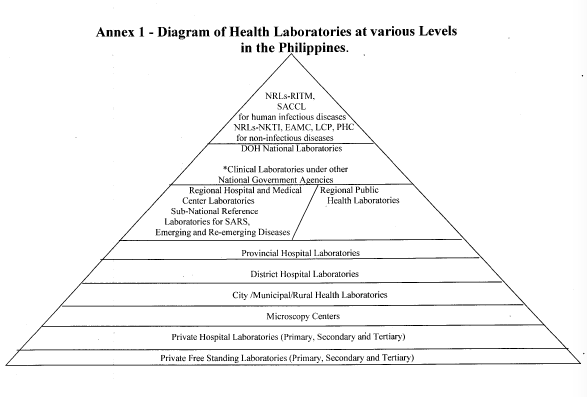 Annex 1 - Diagram of Health Laboratories at various Levels
in the Philippines.
NRLs-RITM,
SACCL
for human infectious diseases
NRLs-NKTI, EAMC, LCP, PHC
for non-infectious diseases
DOH National Laboratories
*Clinical Laboratories under other
National Government Agencies
Regional Hospital and Medical
Center Laboratories
Sub-National Reference
Laboratories for SARS,
Emerging and Re-emerging Diseases
Regional Public
Health Laboratories
Provincial Hospital Laboratories
District Hospital Laboratories
City /Municipal/Rural Health Laboratories
Microscopy Centers
Private Hospital Laboratories (Primary, Secondary and Tertiary)
Private Free Standing Laboratories (Primary, Secondary and Tertiary)